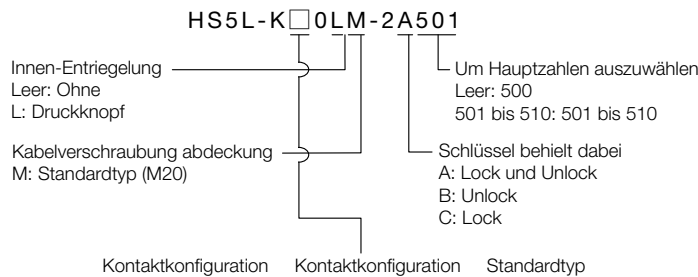 HS5L-K□0LM-2A501
Innen-Entriegelung
Leer: Ohne
L: Druckknopf
Um Hauptzahlen auszuwählen
Leer: 500
501 bis 510: 501 bis 510
Kabelverschraubung abdeckung
M: Standardtyp (M20)
Schlüssel behielt dabei
A: Lock und Unlock
B: Unlock
C: Lock
Kontaktkonfiguration Kontaktkonfiguration Standardtyp